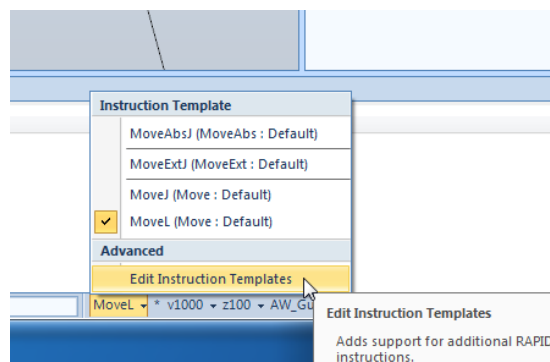 Instruction Template
MoveAbsJ (MoveAbs : Default)
MoveExtJ (MoveExt : Default)
MoveJ (Move : Default)
MoveL (Move : Default)
Advanced
Edit Instruction Templates
MoveL * v1000 z100
Edit Instruction Templates
Adds support for additional RAPID
instructions.